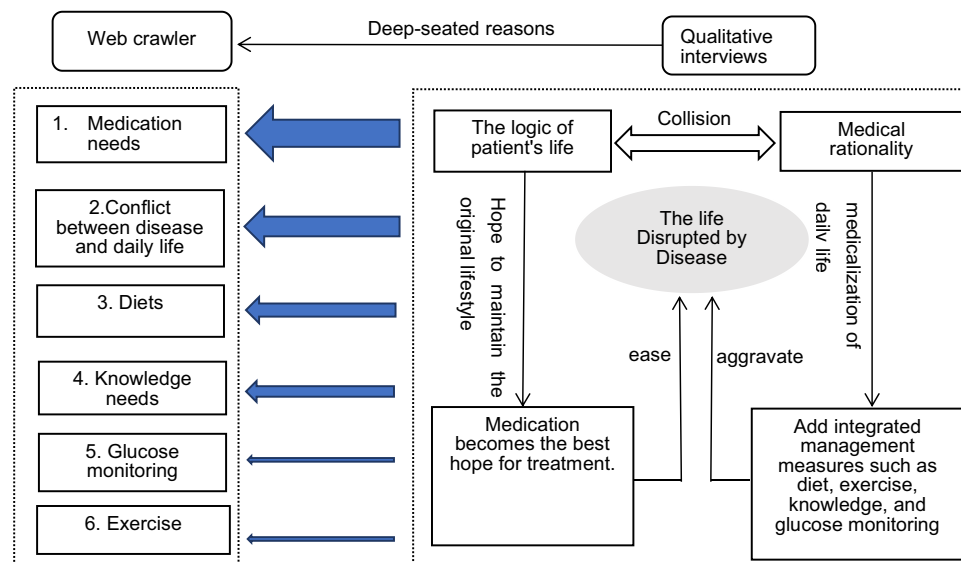 Web crawler
Deep-seated reasons
Qualitative
interviews
1. Medication
needs
2.Conflict
between disease
and daily life
3. Diets
4. Knowledge
needs
5. Glucose
monitoring
6. Exercise
The logic of
patient's life
Collision
Medical
rationality
Hope to maintain the
original lifestyle
The life
Disrupted by
Disease
medicalization of
daily life
ease
aggravate
Medication
becomes the best
hope for treatment.
Add integrated
management
measures such as
diet, exercise,
knowledge, and
glucose monitoring